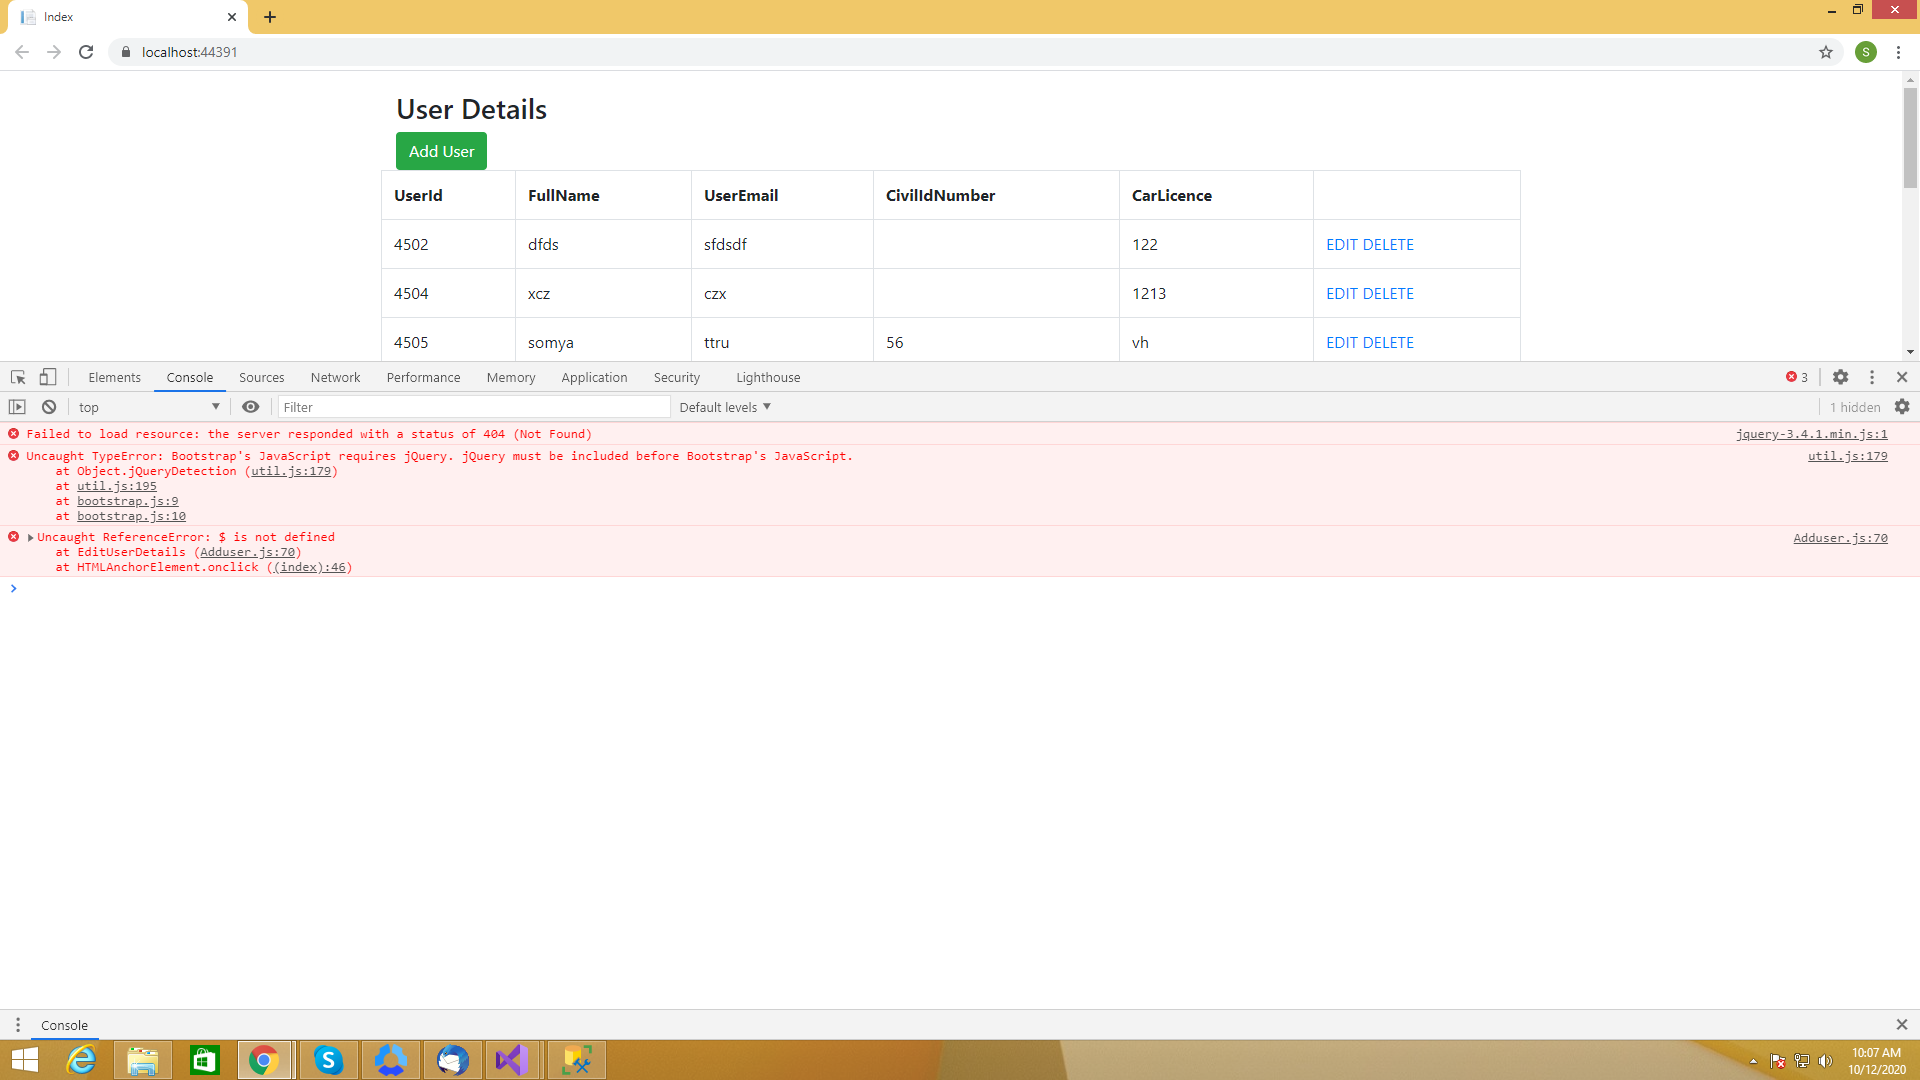 Index
localhost:44391
S
User Details
Add User
UserId FullName UserEmail CivilIdNumber CarLicence
4502 dfds sfdsdf 122 EDIT DELETE
4504 xcz czx 1213 EDIT DELETE
4505 somya ttru 56 vh EDIT DELETE
Elements Console Sources Network Performance Memory Application Security Lighthouse 3
top Filter Default levels 1 hidden
Failed to load resource: the server responded with a status of 404 (Not Found) jquery-3.4.1.min.js:1
Uncaught TypeError: Bootstrap's JavaScript requires jQuery. jQuery must be included before Bootstrap's JavaScript. util.js:179
at Object.jQueryDetection (util.js:179)
at util.js:195
at bootstrap.js:9
at bootstrap.js:10
Uncaught ReferenceError: $ is not defined Adduser.js:70
at EditUserDetails (Adduser.js:70)
at HTMLAnchorElement.onclick ((index):46)
Console
10:07 AM
10/12/2020